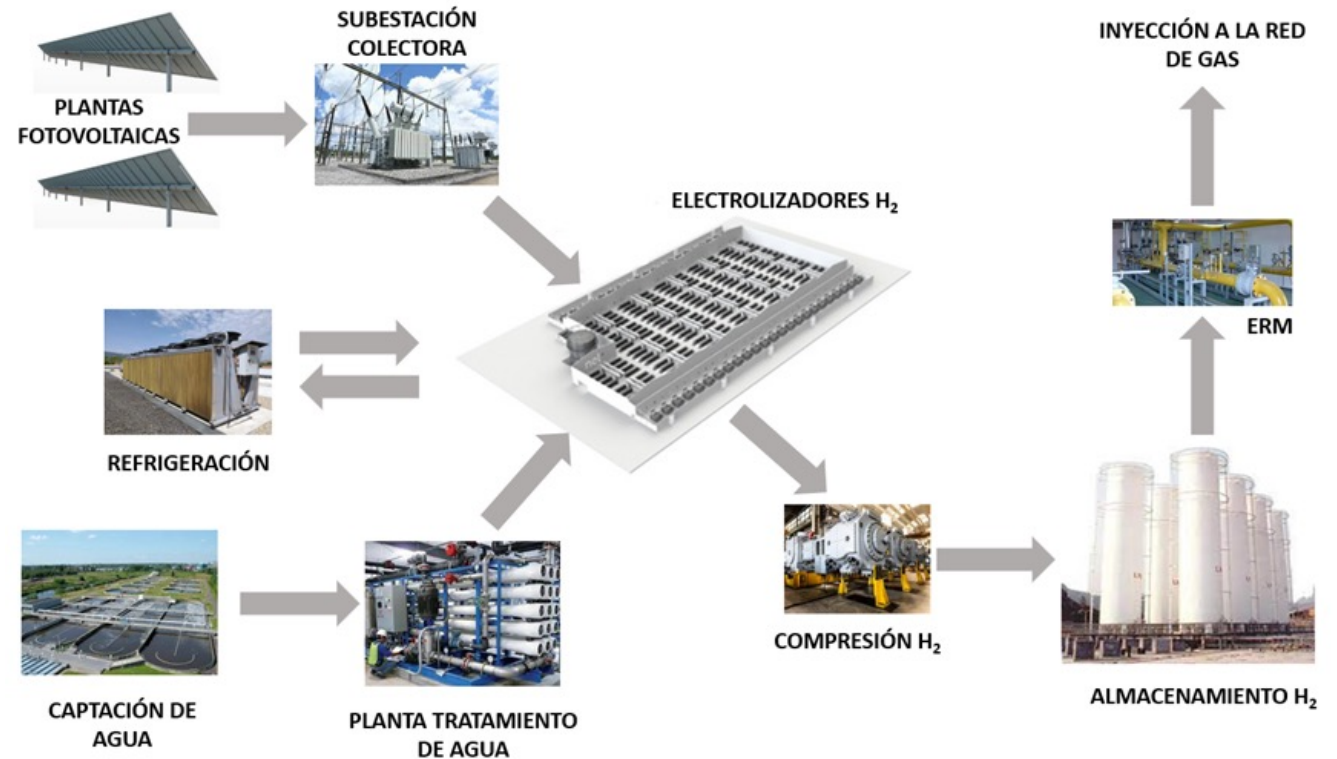 SUBESTACIÓN
COLECTORA
INYECCIÓN A LA RED
DE GAS
PLANTAS
FOTOVOLTAICAS
ELECTROLIZADORES H₂
ERM
REFRIGERACIÓN
COMPRESIÓN H₂
ALMACENAMIENTO H₂
CAPTACIÓN DE
AGUA
PLANTA TRATAMIENTO
DE AGUA